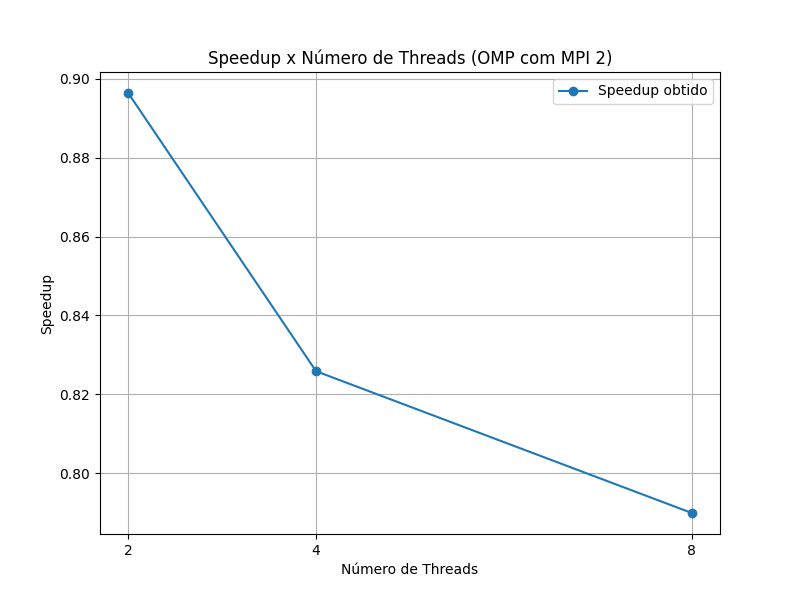 Speedup x Número de Threads (OMP com MPI 2)
Speedup obtido
0.90
0.88
0.86
0.84
0.82
0.80
Speedup
2 4 8
Número de Threads